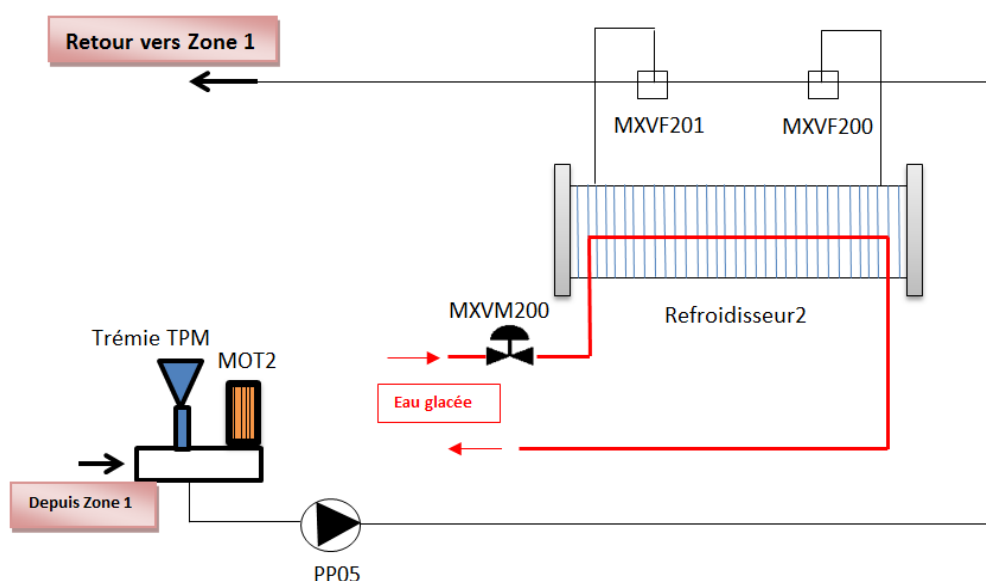 Retour vers Zone 1
MXVF201
MXVF200
MXVM200
Refroidisseur2
Trémie TPM
MOT2
Eau glacée
Depuis Zone 1
PP05